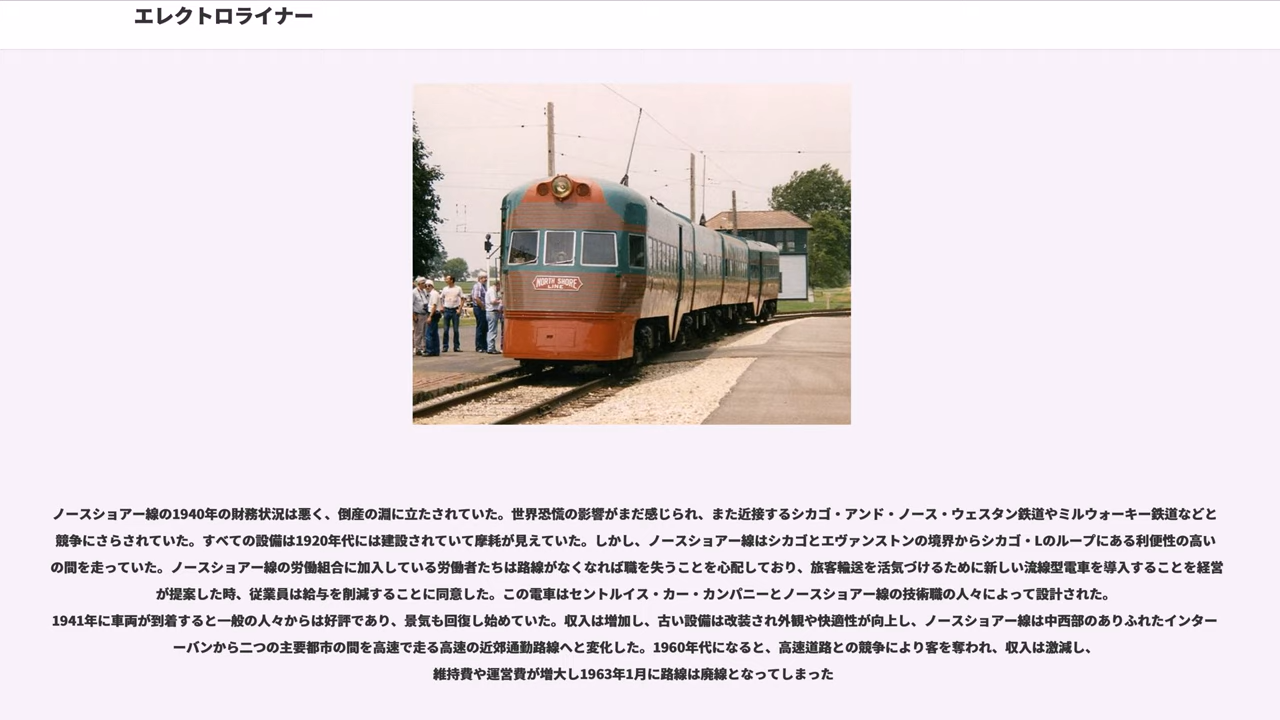 エレクトロライナー
NORTH SHORE
LINE
ノースショアー線の1940年の財務状況は悪く、倒産の淵に立たされていた。世界恐慌の影響がまだ感じられ、また近接するシカゴ・アンド・ノース・ウェスタン鉄道やミルウォーキー鉄道などと
競争にさらされていた。すべての設備は1920年代には建設されていて摩耗が見えていた。しかし、ノースショアー線はシカゴとエヴァンストンの境界からシカゴ・Lのループにある利便性の高い
の間を走っていた。ノースショアー線の労働組合に加入している労働者たちは路線がなくなれば職を失うことを心配しており、旅客輸送を活気づけるために新しい流線型電車を導入することを経営
が提案した時、従業員は給与を削減することに同意した。この電車はセントルイス・カー・カンパニーとノースショアー線の技術職の人々によって設計された。
1941年に車両が到着すると一般の人々からは好評であり、景気も回復し始めていた。収入は増加し、古い設備は改装され外観や快適性が向上し、ノースショアー線は中西部のありふれたインター
ーバンから二つの主要都市の間を高速で走る高速の近郊通勤路線へと変化した。1960年代になると、高速道路との競争により客を奪われ、収入は激減し、
維持費や運営費が増大し1963年1月に路線は廃線となってしまった